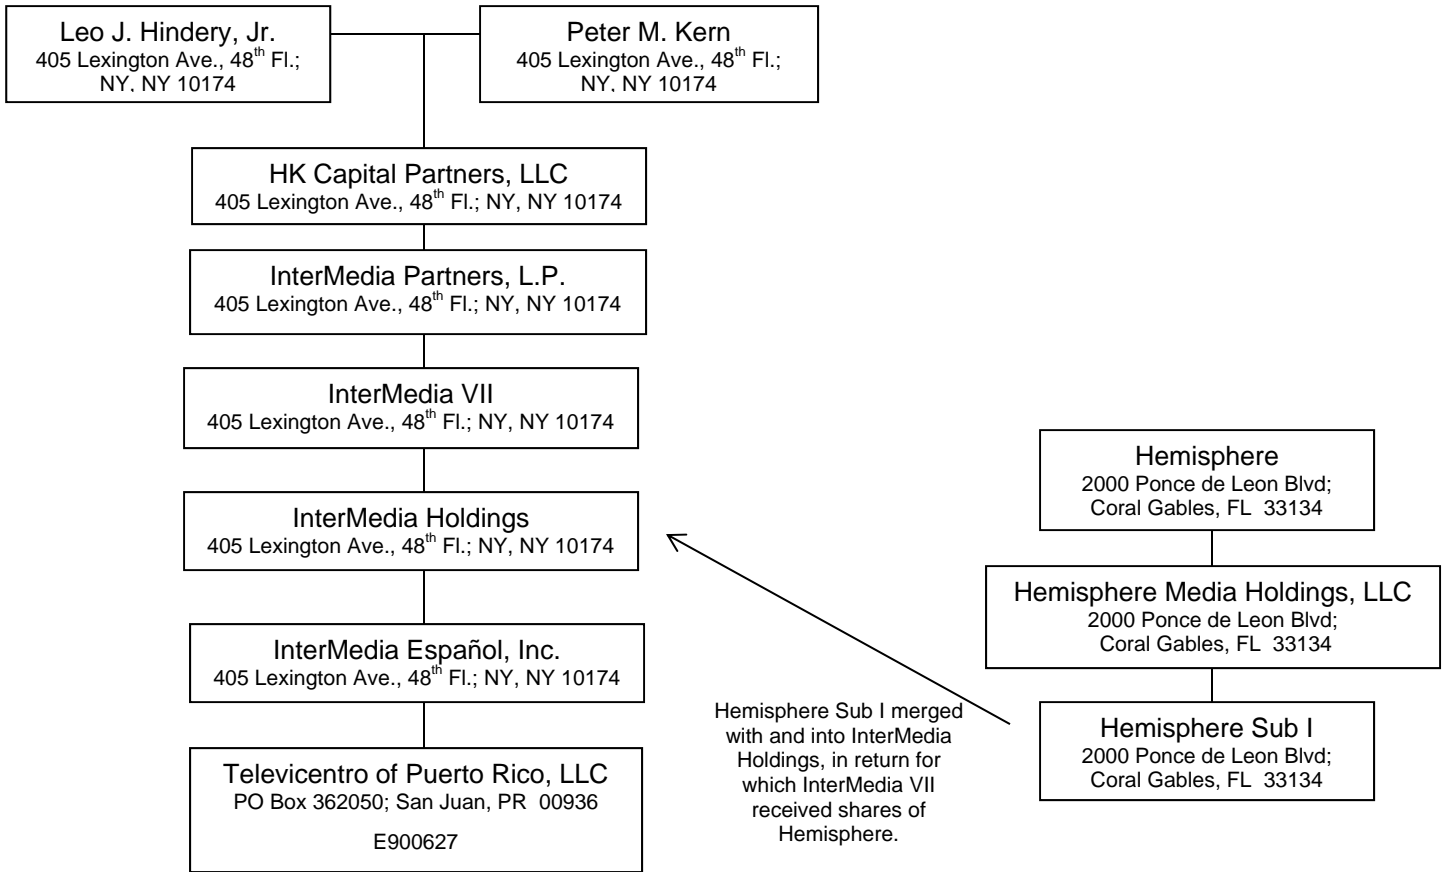 Leo J. Hindery, Jr.
405 Lexington Ave., 48th Fl.;
NY, NY 10174
Peter M. Kern
405 Lexington Ave., 48th Fl.;
NY, NY 10174
HK Capital Partners, LLC
405 Lexington Ave., 48th Fl.; NY, NY 10174
InterMedia Partners, L.P.
405 Lexington Ave., 48th Fl.; NY, NY 10174
InterMedia VII
405 Lexington Ave., 48th Fl.; NY, NY 10174
InterMedia Holdings
405 Lexington Ave., 48th Fl.; NY, NY 10174
InterMedia Español, Inc.
405 Lexington Ave., 48th Fl.; NY, NY 10174
Televicentro of Puerto Rico, LLC
PO Box 362050; San Juan, PR 00936
E900627
Hemisphere Sub I merged
with and into InterMedia
Holdings, in return for
which InterMedia VII
received shares of
Hemisphere.
Hemisphere
2000 Ponce de Leon Blvd;
Coral Gables, FL 33134
Hemisphere Media Holdings, LLC
2000 Ponce de Leon Blvd;
Coral Gables, FL 33134
Hemisphere Sub I
2000 Ponce de Leon Blvd;
Coral Gables, FL 33134